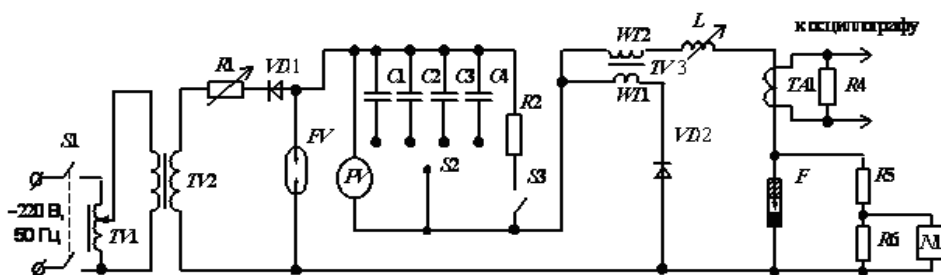 к осциллографу
WT2
L
R1
VD1
C1
C2
C3
C4
TV3
WT1
TA1
R4
R2
FV
VD2
S1
S2
S3
PV
F
R5
TV2
~220 В,
50 Гц
TV1
R6